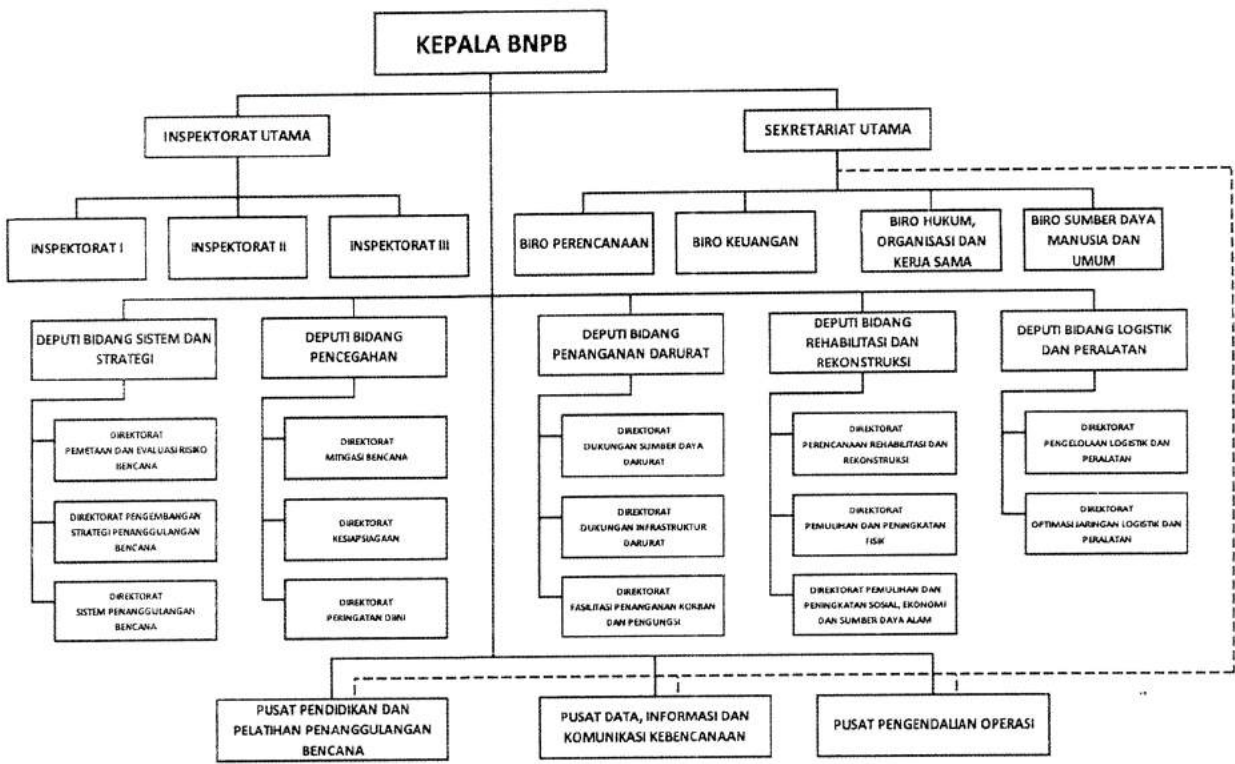 KEPALA BNPB
INSPEKTORAT UTAMA
SEKRETARIAT UTAMA
INSPEKTORAT I
INSPEKTORAT II
INSPEKTORAT III
BIRO PERENCANAAN
BIRO KEUANGAN
BIRO HUKUM,
ORGANISASI DAN
KERJA SAMA
BIRO SUMBER DAYA
MANUSIA DAN
UMUM
DEPUTI BIDANG SISTEM DAN
STRATEGI
DEPUTI BIDANG
PENCEGAHAN
DEPUTI BIDANG
PENANGANAN DARURAT
DEPUTI BIDANG
REHABILITASI DAN
REKONSTRUKSI
DEPUTI BIDANG LOGISTIK
DAN PERALATAN
DIREKTORAT
PEMETAAN DAN EVALUASI RISIKO
BENCANA
DIREKTORAT PENGEMBANGAN
STRATEGI PENANGGULANGAN
BENCANA
DIREKTORAT
SISTEM PENANGGULANGAN
BENCANA
DIREKTORAT
MITIGASI BENCANA
DIREKTORAT
KESIAPSIAGAAN
DIREKTORAT
PERINGATAN DINI
DIREKTORAT
DUKUNGAN SUMBER DAYA
DARURAT
DIREKTORAT
DUKUNGAN INFRASTRUKTUR
DARURAT
DIREKTORAT
FASILITASI PENANGANAN KORBAN
DAN PENGUNGSI
DIREKTORAT
PERENCANAAN REHABILITASI DAN
REKONSTRUKSI
DIREKTORAT
PEMULIHAN DAN PENINGKATAN
FISIK
DIREKTORAT PEMULIHAN DAN
PENINGKATAN SOSIAL, EKONOMI
DAN SUMBER DAYA ALAM
DIREKTORAT
PENGELOLAAN LOGISTIK DAN
PERALATAN
DIREKTORAT
OPTIMASI JARINGAN LOGISTIK DAN
PERALATAN
PUSAT PENDIDIKAN DAN
PELATIHAN PENANGGULANGAN
BENCANA
PUSAT DATA, INFORMASI DAN
KOMUNIKASI KEBENCANAAN
PUSAT PENGENDALIAN OPERASI